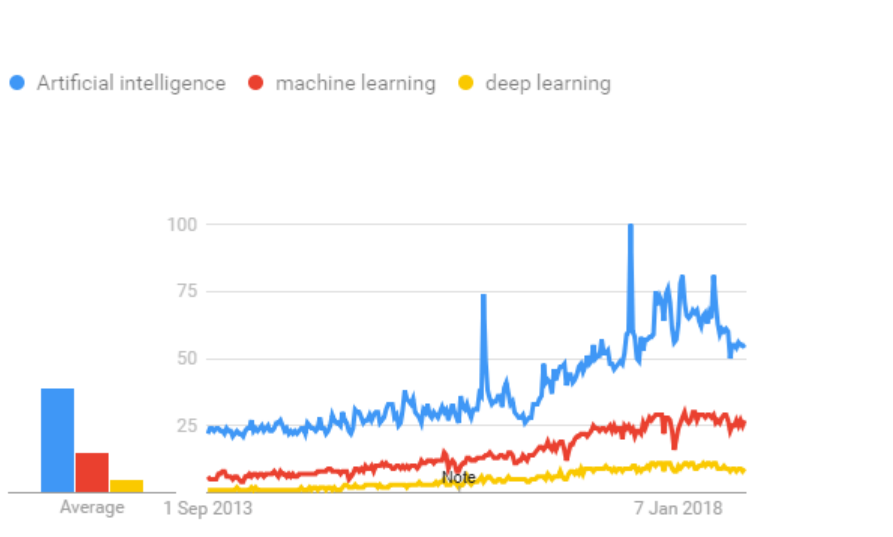 Artificial intelligence machine learning deep learning
100
75
50
25
Note
Average 1 Sep 2013 7 Jan 2018